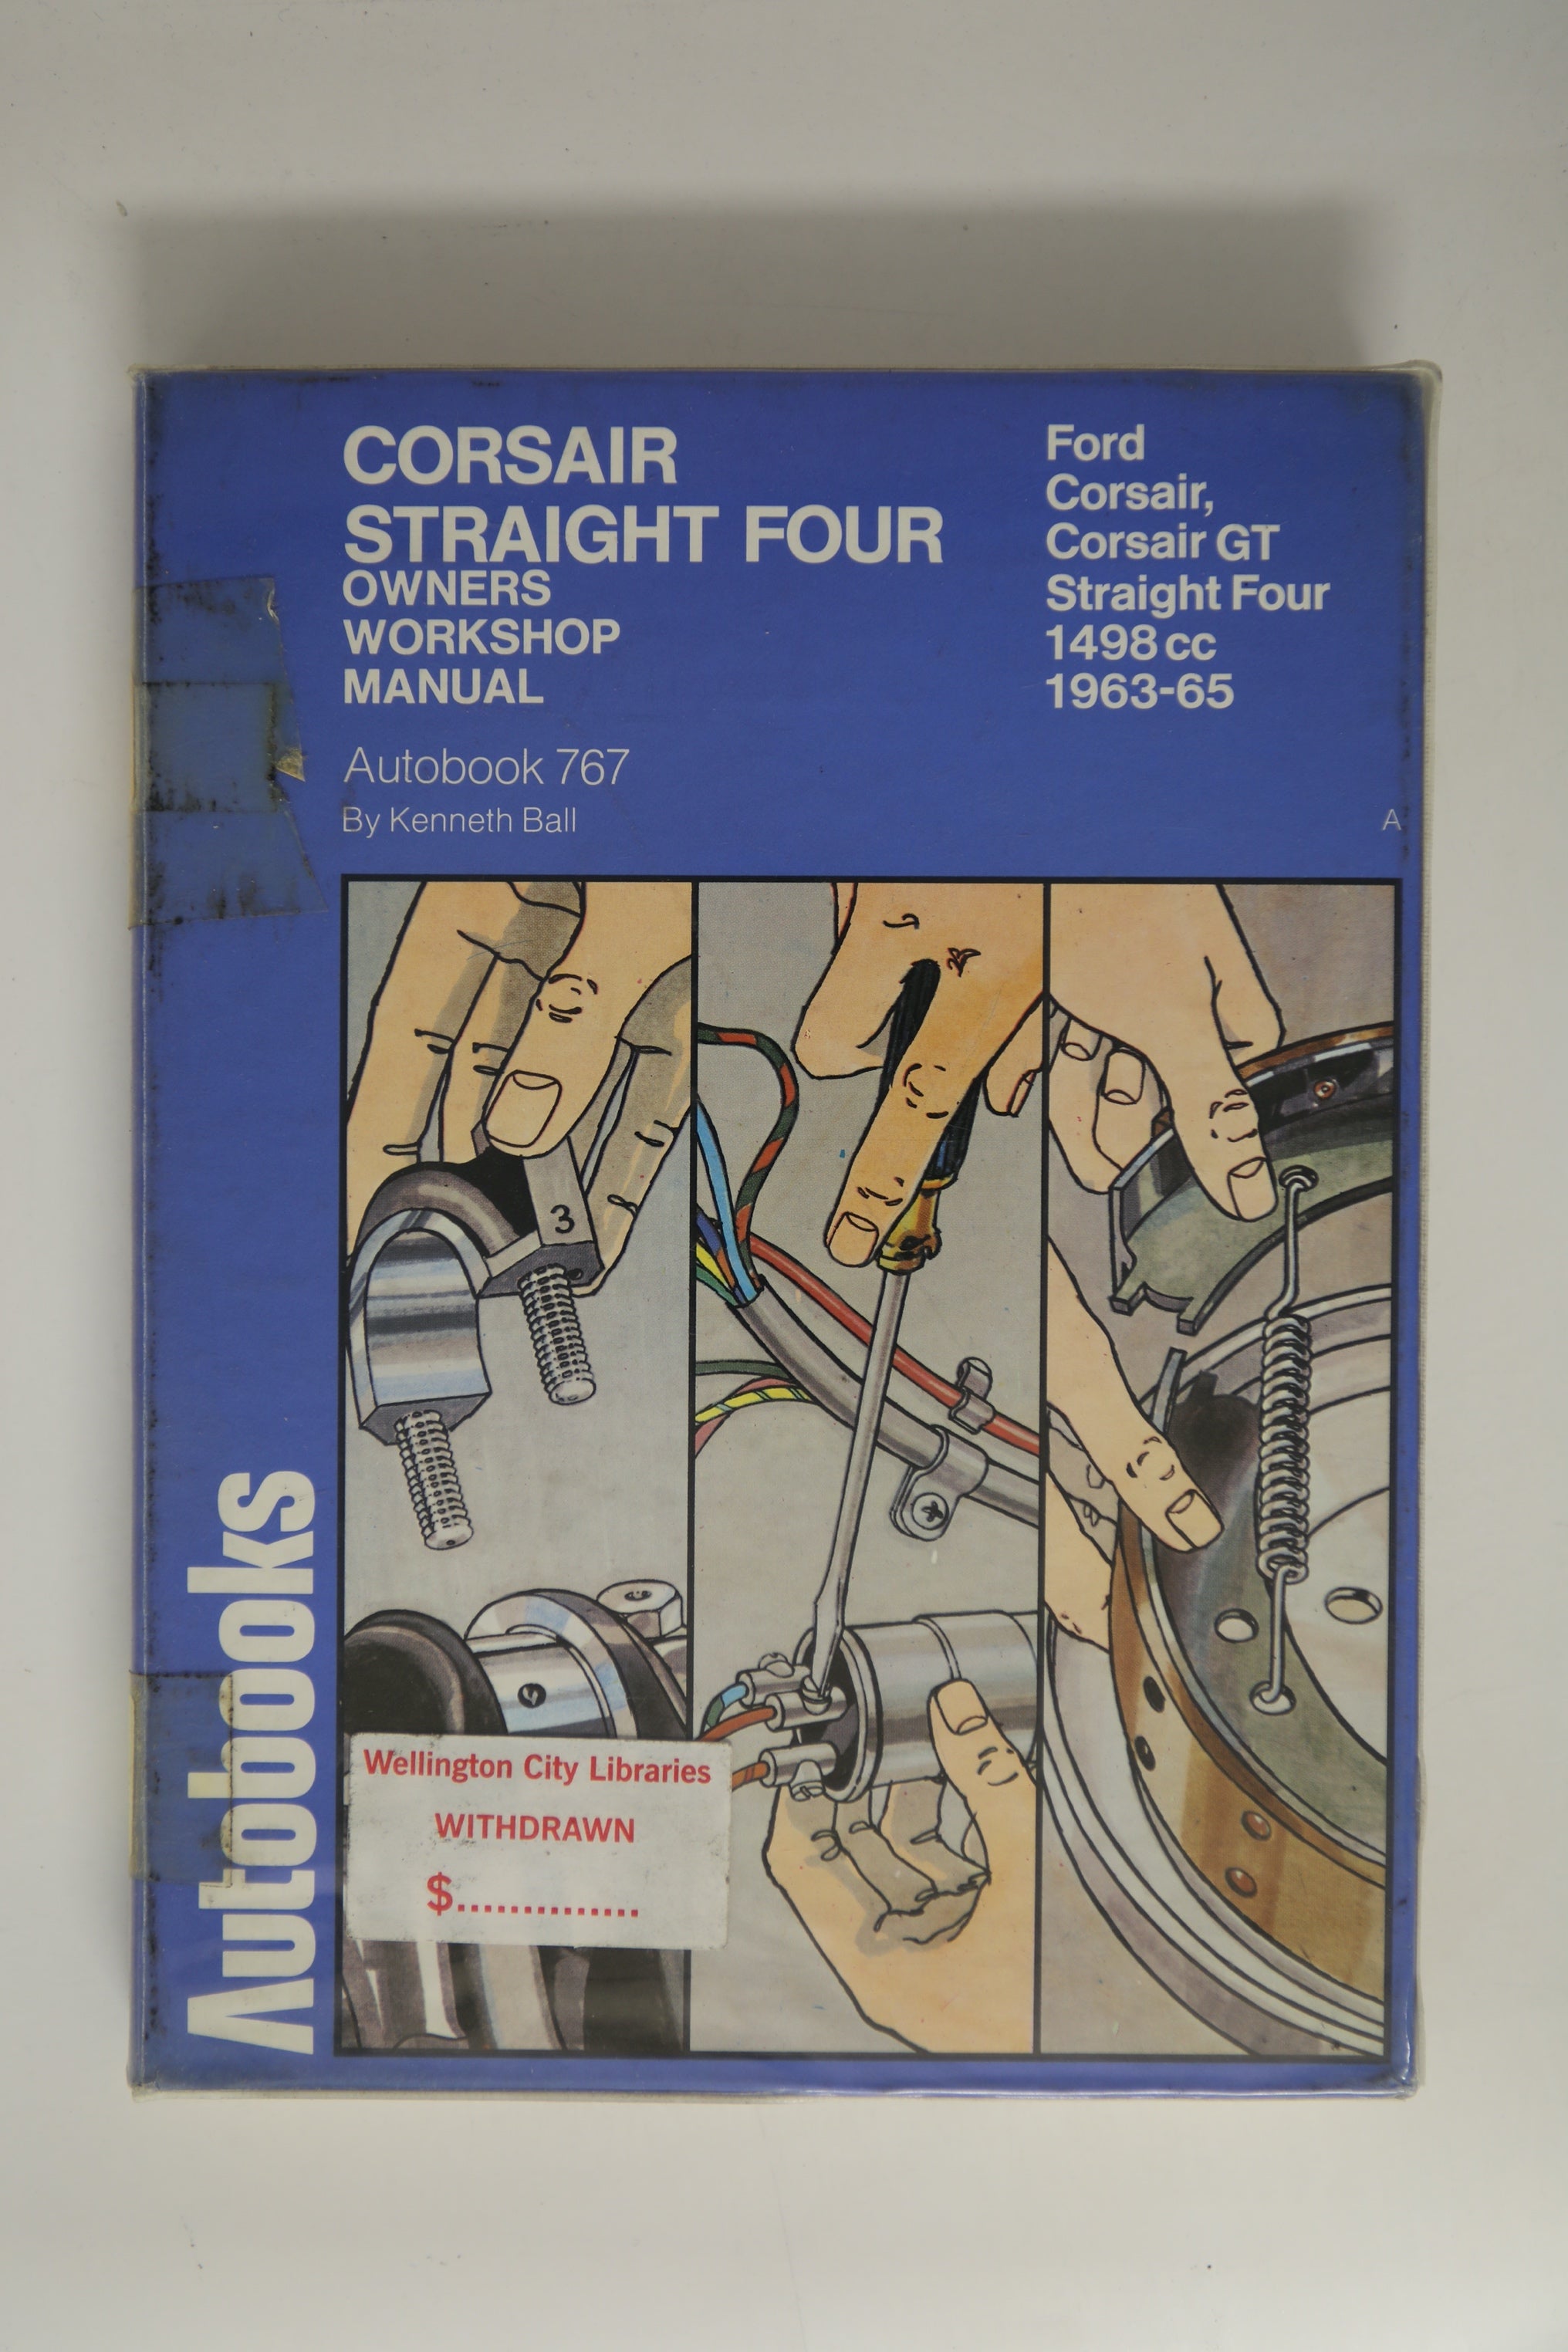 CORSAIR
STRAIGHT FOUR
OWNERS
WORKSHOP
MANUAL
Autobook 767
By Kenneth Ball
Ford
Corsair,
Corsair GT
Straight Four
1498 cc
1963-65
A
3
Autobooks
Wellington City Libraries
WITHDRAWN
$..............